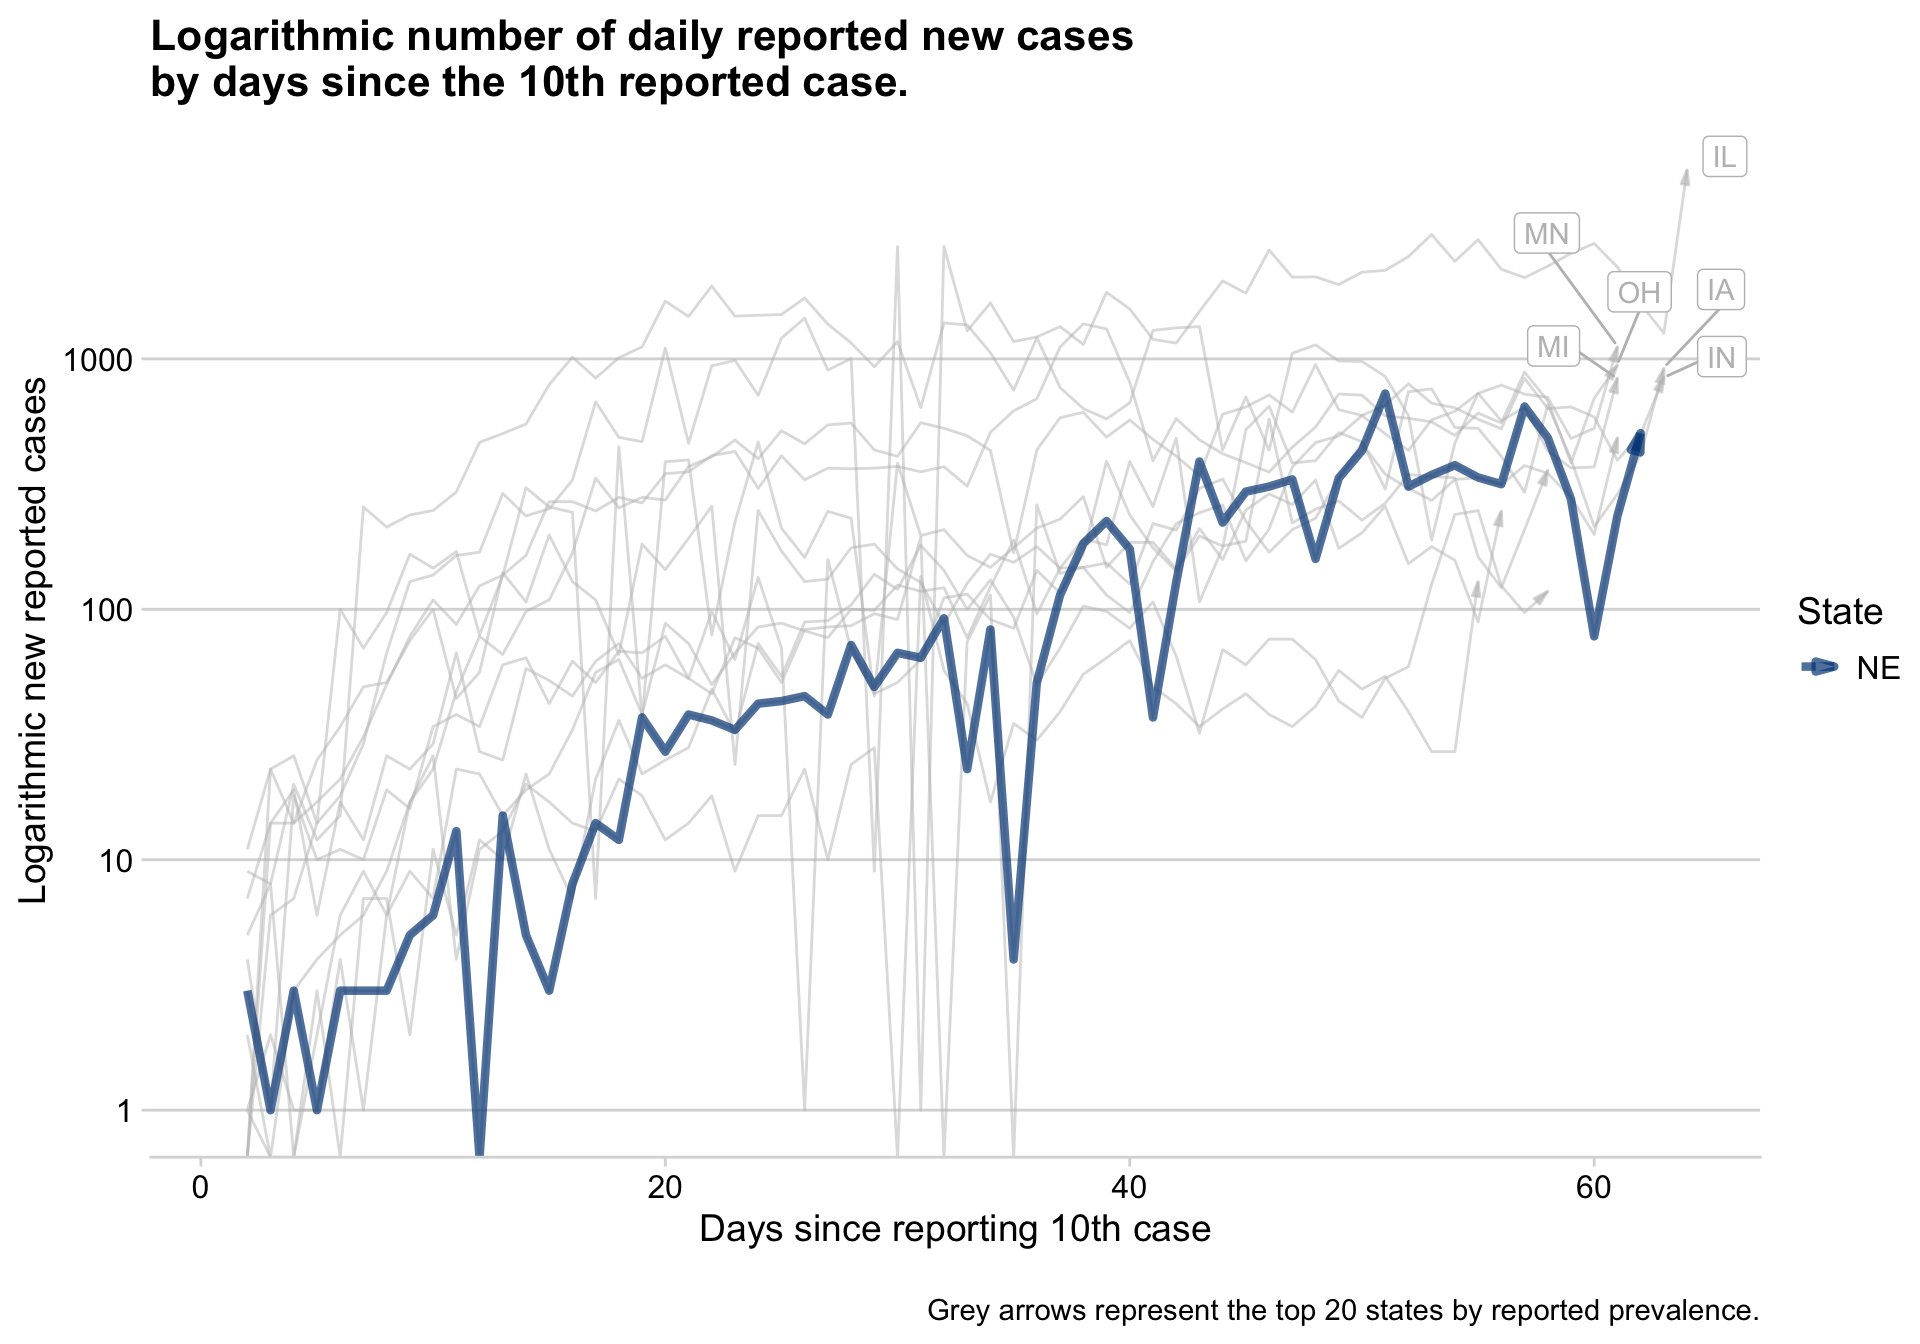 Logarithmic number of daily reported new cases
by days since the 10th reported case.
IL
MN
OH
IA
MI
IN
1000
100
10
1
Logarithmic new reported cases
State
NE
0
20
40
60
Days since reporting 10th case
Grey arrows represent the top 20 states by reported prevalence.